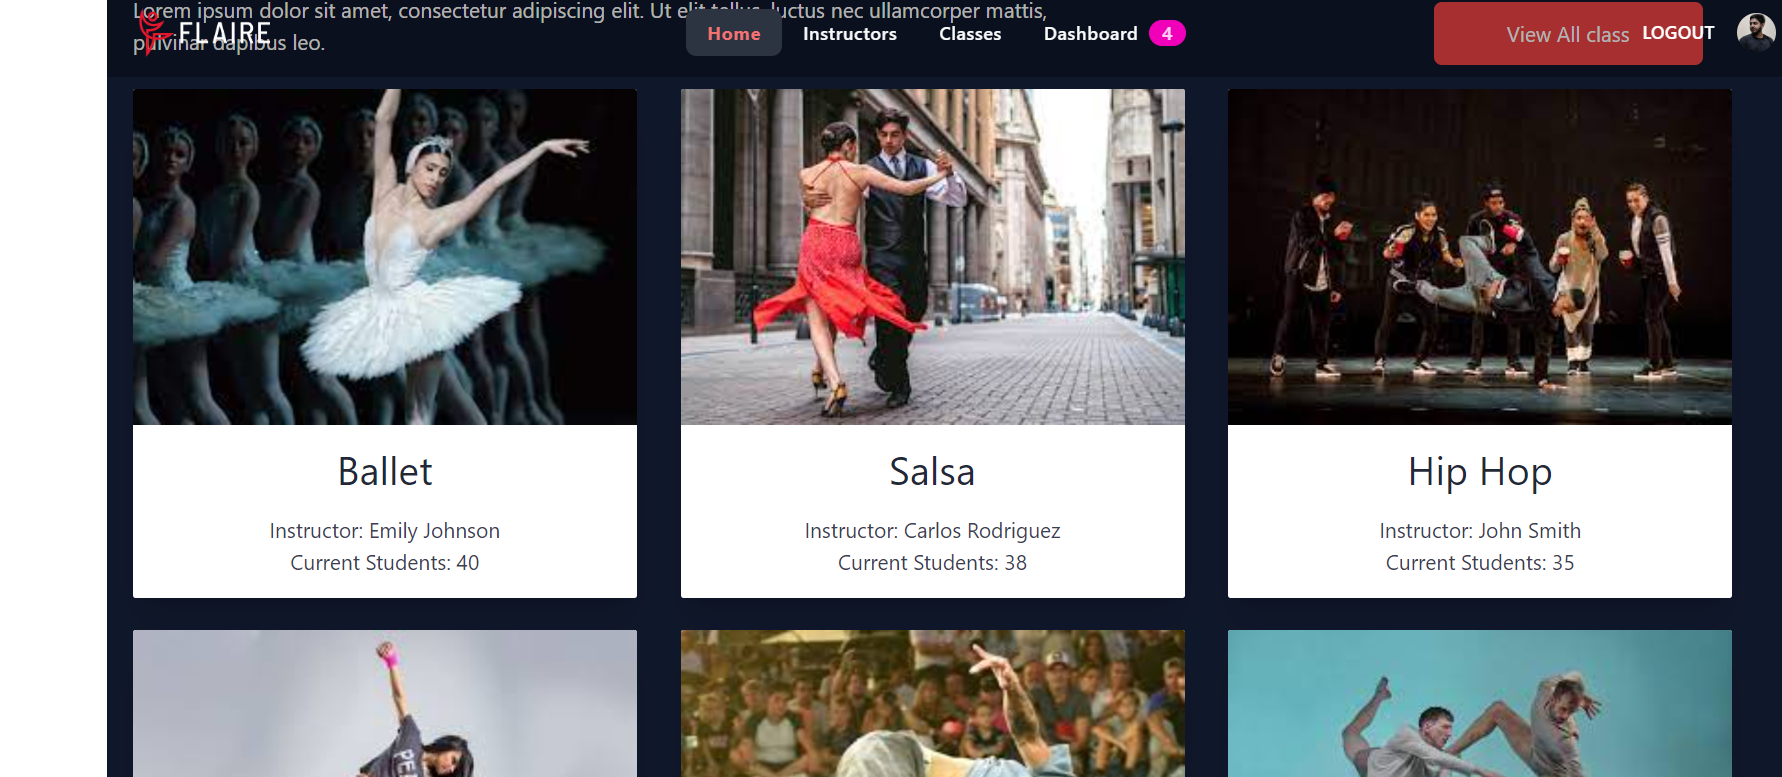 Lorem ipsum dolor sit amet, consectetur adipiscing elit. Ut elit tellus, luctus nec ullamcorper mattis,
pulvinar dapibus leo.
FLAIRE
Home Instructors Classes Dashboard 4
View All class LOGOUT
Ballet
Instructor: Emily Johnson
Current Students: 40
Salsa
Instructor: Carlos Rodriguez
Current Students: 38
Hip Hop
Instructor: John Smith
Current Students: 35